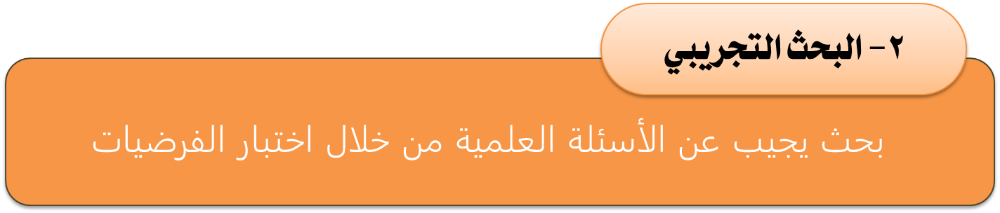 ٢- البحث التجريبي
بحث يجيب عن الأسئلة العلمية من خلال اختبار الفرضيات